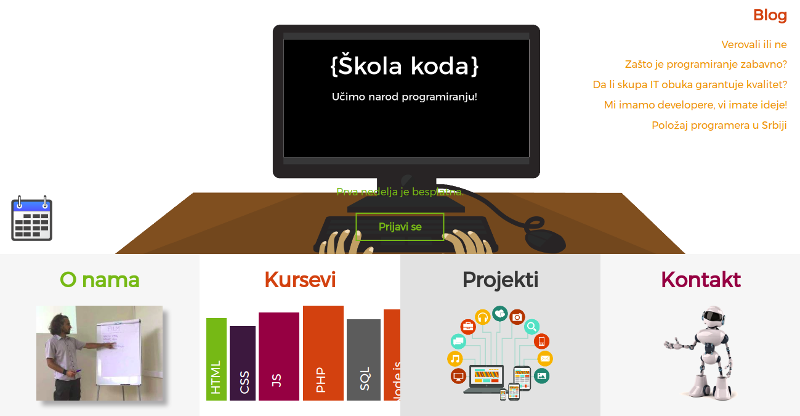 Blog
Verovali ili ne
Zašto je programiranje zabavno?
Da li skupa IT obuka garantuje kvalitet?
Mi imamo developere, vi imate ideje!
Položaj programera u Srbiji
{Škola koda}
Učimo narod programiranju!
Prva nedelja je besplatna
Prijavi se
O nama
Kursevi
Projekti
Kontakt
HTML
CSS
JS
PHP
SQL
Node.js